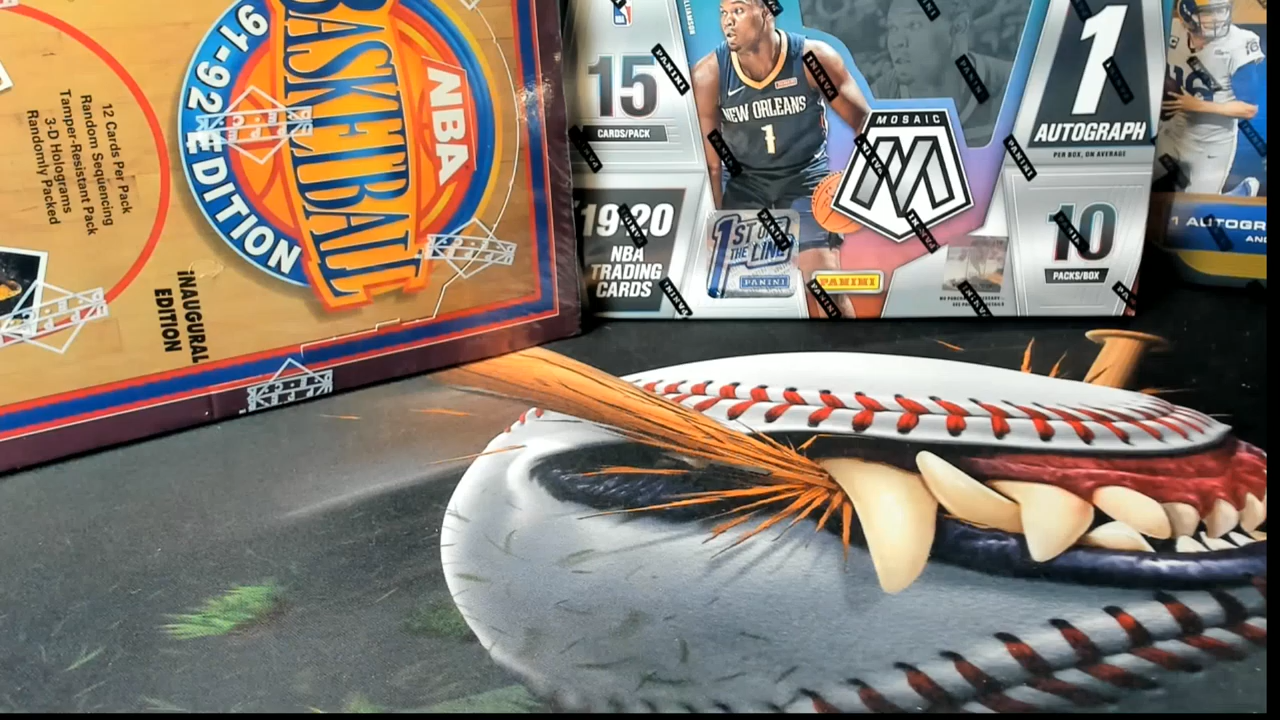 91-92 EDITION
NBA
BASKETBALL
12 Cards Per Pack
Random Sequencing
Tamper-Resistant Pack
3-D Holograms
Randomly Packed
INAUGURAL
EDITION
15
CARDS/PACK
19-20
NBA
TRADING
CARDS
NEW ORLEANS
1
1ST OFF
THE LINE
PANINI
PANINI
MOSAIC
1
AUTOGRAPH
PER BOX, ON AVERAGE
10
PACKS/BOX
1 AUTOGR
AN